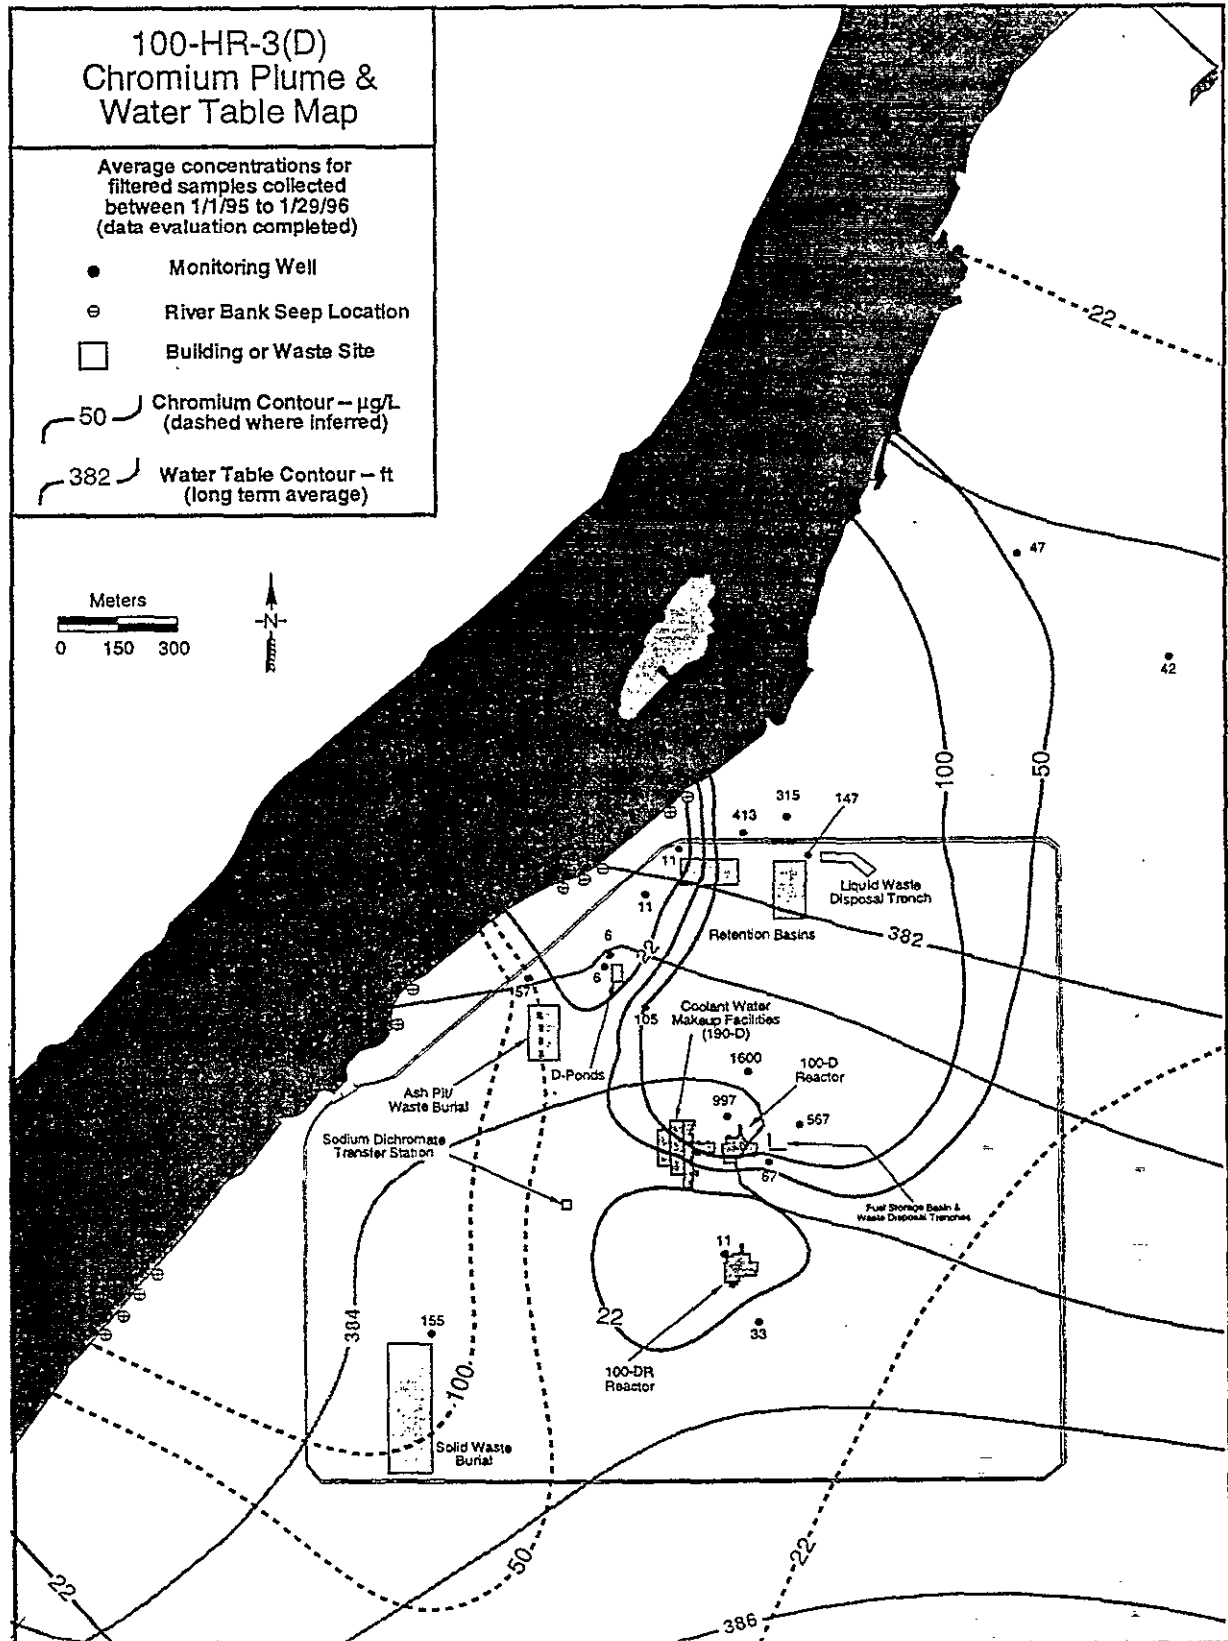 100-HR-3(D)
Chromium Plume &
Water Table Map
Average concentrations for
filtered samples collected
between 1/1/95 to 1/29/96
(data evaluation completed)
Monitoring Well
River Bank Seep Location
Building or Waste Site
50
Chromium Contour – µg/L
(dashed where inferred)
382
Water Table Contour – ft
(long term average)
Meters
0 150 300
N
22
47
42
100
50
315
413
147
11
Liquid Waste
Disposal Trench
11
Retention Basins
382
6
22
6
57
105
Coolant Water
Makeup Facilities
(190-D)
D-Ponds
1600
100-D
Reactor
Ash Pit/
Waste Burial
997
567
Sodium Dichromate
Transfer Station
67
Fuel Storage Basin &
Waste Disposal Trenches
11
22
384
155
33
100-DR
Reactor
100
Solid Waste
Burial
50
22
22
386